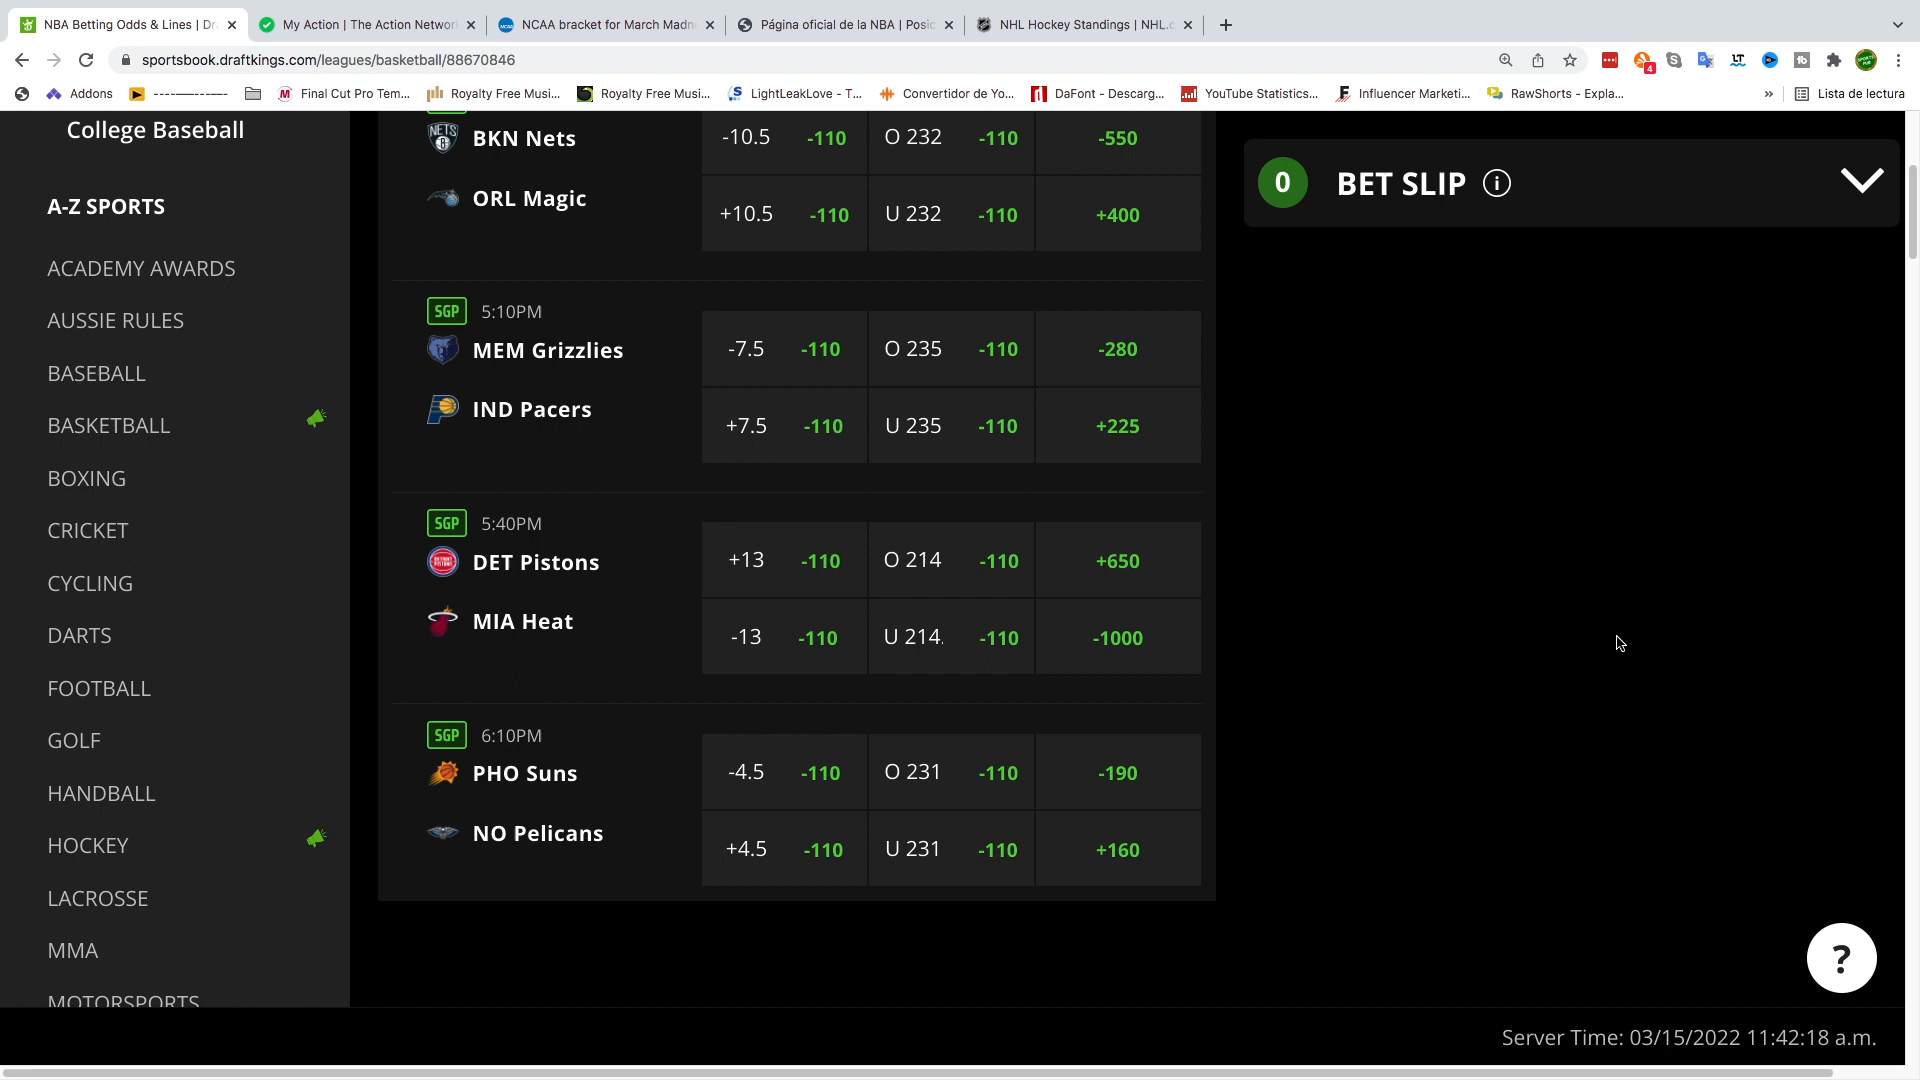 NBA Betting Odds & Lines | Dr
My Action | The Action Networ
NCAA bracket for March Madn
Página oficial de la NBA | Posic
NHL Hockey Standings | NHL.c
sportsbook.draftkings.com/leagues/basketball/88670846
4
Addons
---–-–--–-----
Final Cut Pro Tem...
Royalty Free Musi...
Royalty Free Musi...
LightLeakLove - T...
Convertidor de Yo...
DaFont - Descarg...
YouTube Statistics...
Influencer Marketi...
RawShorts - Expla...
»
Lista de lectura
College Baseball
A-Z SPORTS
ACADEMY AWARDS
AUSSIE RULES
BASEBALL
BASKETBALL
BOXING
CRICKET
CYCLING
DARTS
FOOTBALL
GOLF
HANDBALL
HOCKEY
LACROSSE
MMA
MOTORSPORTS
BKN Nets -10.5 -110 O 232 -110 -550
ORL Magic +10.5 -110 U 232 -110 +400
SGP 5:10PM
MEM Grizzlies -7.5 -110 O 235 -110 -280
IND Pacers +7.5 -110 U 235 -110 +225
SGP 5:40PM
DET Pistons +13 -110 O 214 -110 +650
MIA Heat -13 -110 U 214. -110 -1000
SGP 6:10PM
PHO Suns -4.5 -110 O 231 -110 -190
NO Pelicans +4.5 -110 U 231 -110 +160
0 BET SLIP i
?
Server Time: 03/15/2022 11:42:18 a.m.